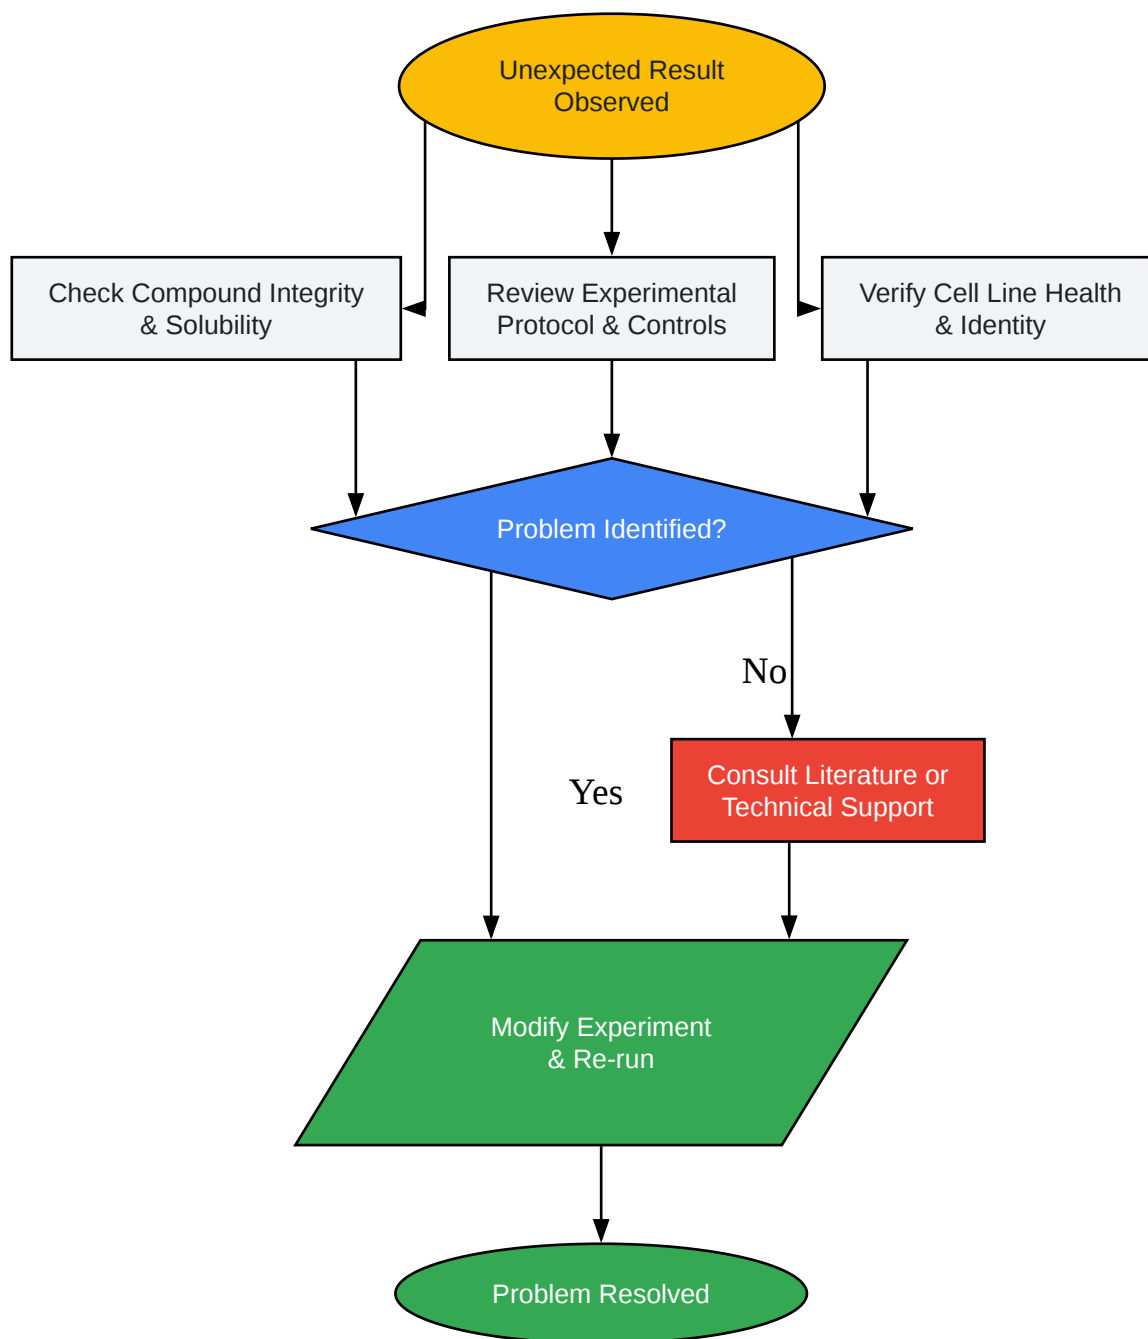 Unexpected Result
Observed
Check Compound Integrity
& Solubility
Review Experimental
Protocol & Controls
Verify Cell Line Health
& Identity
Problem Identified?
No
Yes
Consult Literature or
Technical Support
Modify Experiment
& Re-run
Problem Resolved